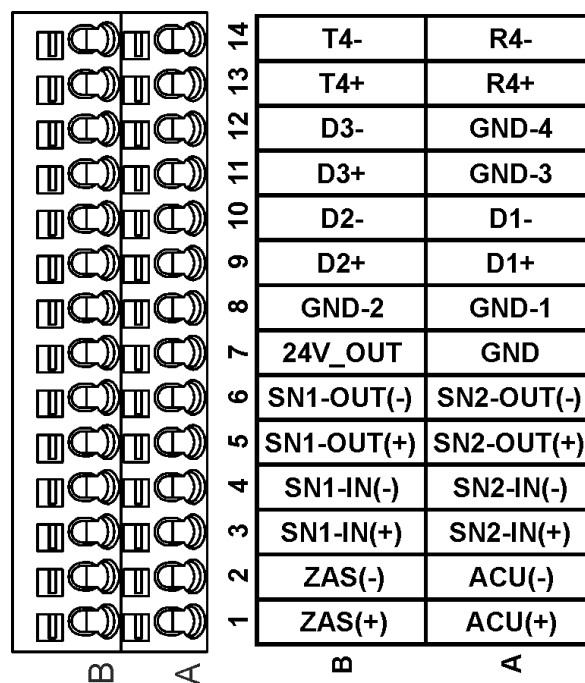 14 T4- R4-
13 T4+ R4+
12 D3- GND-4
11 D3+ GND-3
10 D2- D1-
9 D2+ D1+
8 GND-2 GND-1
7 24V_OUT GND
6 SN1-OUT(-) SN2-OUT(-)
5 SN1-OUT(+) SN2-OUT(+)
4 SN1-IN(-) SN2-IN(-)
3 SN1-IN(+) SN2-IN(+)
2 ZAS(-) ACU(-)
1 ZAS(+) ACU(+)
B A B A